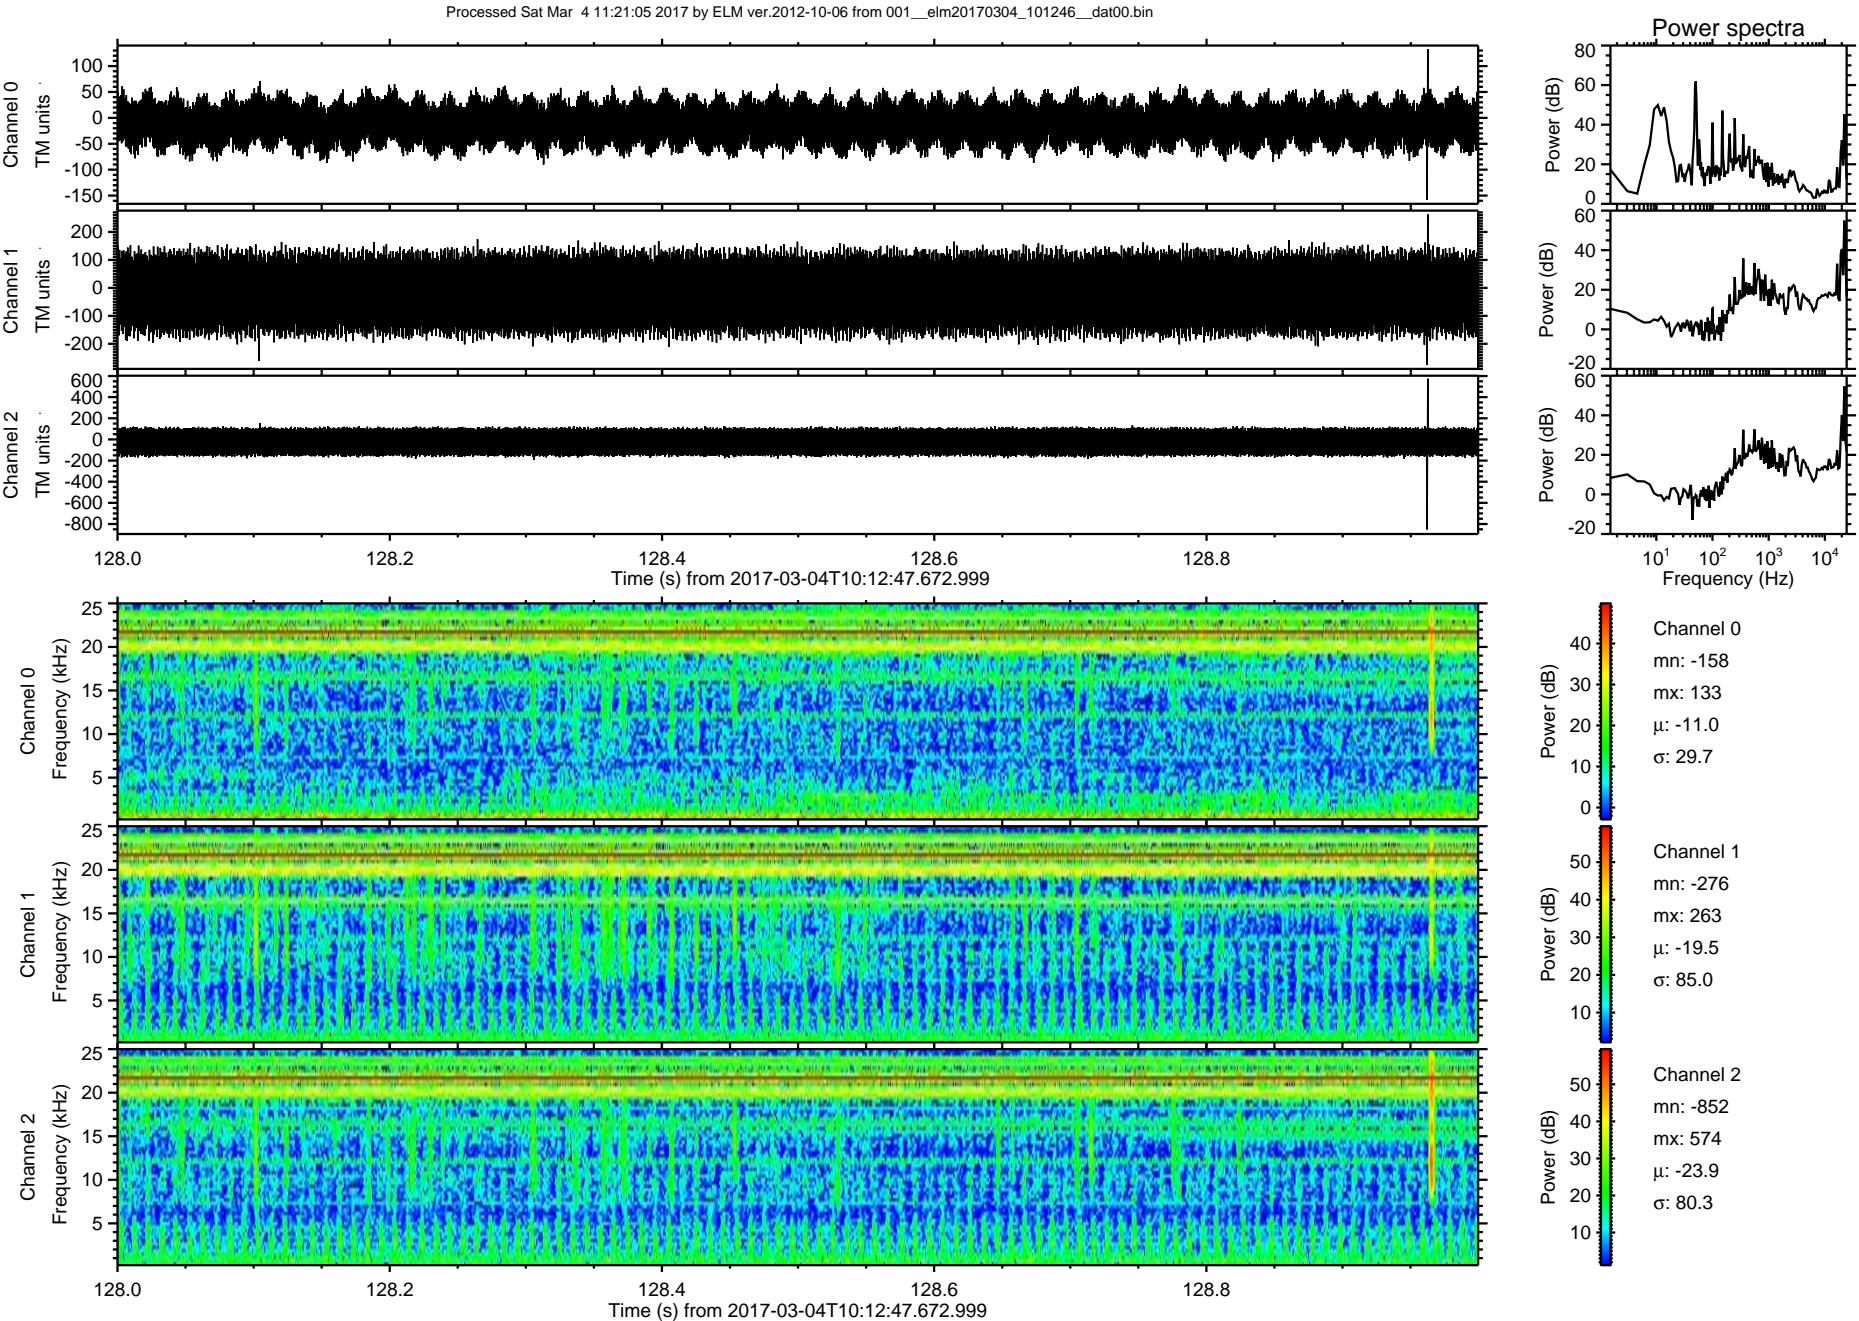 Processed Sat Mar  4 11:21:05 2017 by ELM ver.2012-10-06 from 001__elm20170304_101246__dat00.bin
Power spectra
Channel 0
TM units
100
50
0
-50
-100
-150
Power (dB)
80
60
40
20
0
Channel 1
TM units
200
100
0
-100
-200
Power (dB)
60
40
20
0
-20
Channel 2
TM units
600
400
200
0
-200
-400
-600
-800
Power (dB)
60
40
20
0
-20
128.0 128.2 128.4 128.6 128.8
Time (s) from 2017-03-04T10:12:47.672.999
10^1 10^2 10^3 10^4
Frequency (Hz)
Channel 0
Frequency (kHz)
25
20
15
10
5
Power (dB)
40
30
20
10
0
Channel 0
mn: -158
mx: 133
μ: -11.0
σ: 29.7
Channel 1
Frequency (kHz)
25
20
15
10
5
Power (dB)
50
40
30
20
10
Channel 1
mn: -276
mx: 263
μ: -19.5
σ: 85.0
Channel 2
Frequency (kHz)
25
20
15
10
5
Power (dB)
50
40
30
20
10
Channel 2
mn: -852
mx: 574
μ: -23.9
σ: 80.3
128.0 128.2 128.4 128.6 128.8
Time (s) from 2017-03-04T10:12:47.672.999